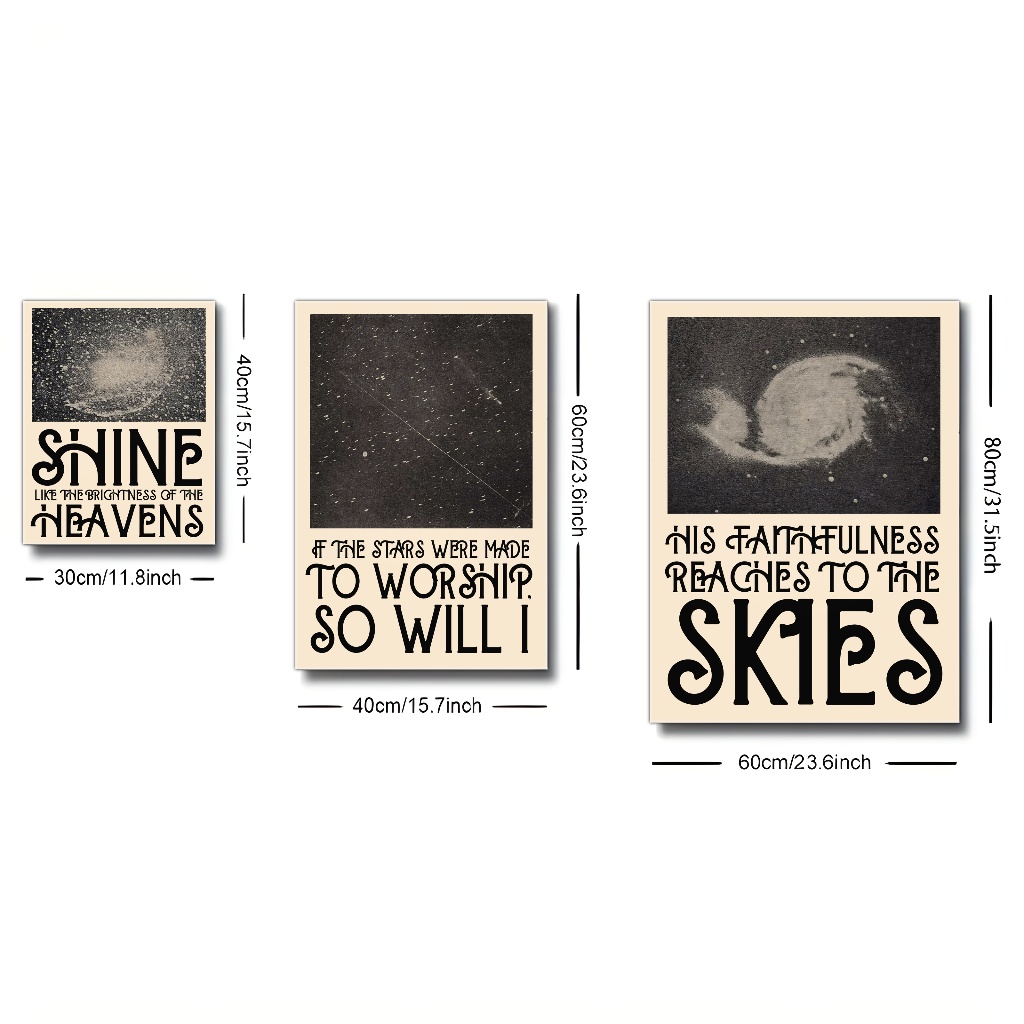 SHINE
LIKE THE BRIGHTNESS OF THE
HEAVENS
40cm/15.7inch
30cm/11.8inch
IF THE STARS WERE MADE
TO WORSHIP.
SO WILL I
60cm/23.6inch
40cm/15.7inch
HIS FAITHFULNESS
REACHES TO THE
SKIES
80cm/31.5inch
60cm/23.6inch